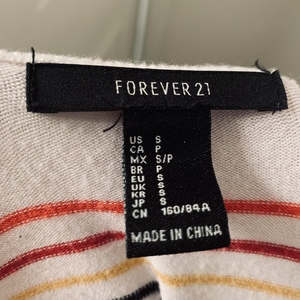 FOREVER 21
US S
CA P
MX S/P
BR P
EU S
UK S
KR S
JP S
CN 160/84A
MADE IN CHINA